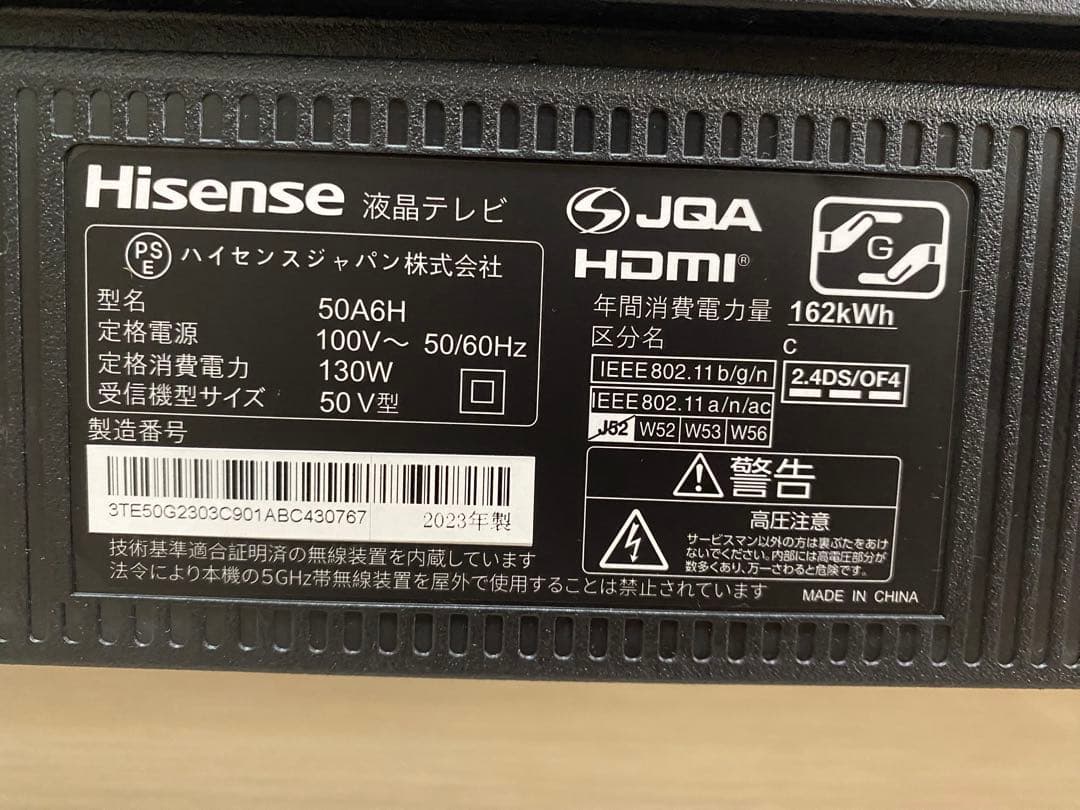 Hisense 液晶テレビ
PSE ハイセンスジャパン株式会社
型名 50A6H
定格電源 100V～ 50/60Hz
定格消費電力 130W
受信機型サイズ 50V型
製造番号
3TE50G2303C901ABC430767 2023年製
JQA
HDMI®
G
年間消費電力量 162kWh
区分名 C
IEEE802.11b/g/n 2.4DS/OF4
IEEE802.11a/n/ac
J52 W52 W53 W56
警告
高圧注意
サービスマン以外の方は裏ぶたをあけ
ないでください。内部には高電圧部分が
数多くあり、万一さわると危険です。
技術基準適合証明済の無線装置を内蔵しています
法令により本機の5GHz帯無線装置を屋外で使用することは禁止されています
MADE IN CHINA